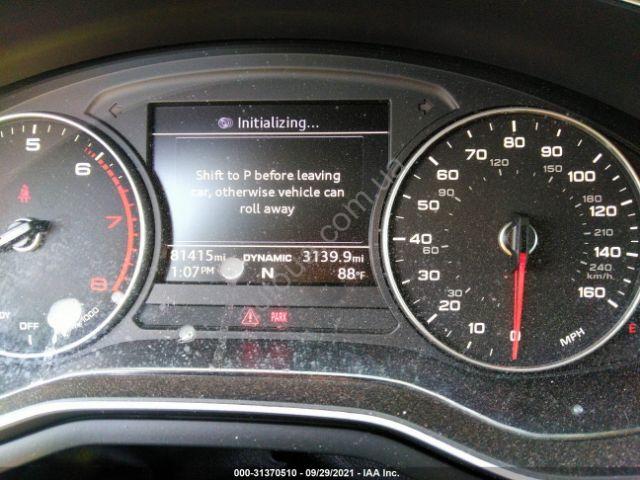 Initializing...
Shift to P before leaving
car, otherwise vehicle can
roll away
81415mi DYNAMIC 3139.9mi
1:07PM N 88°F
PARK
5
6
7
8
OFF
10
20
30
40
50
60
70
80
90
100
120
140
160
30
60
90
120
150
180
210
240
km/h
0
MPH
E
000-31370510 - 09/29/2021 - IAA Inc.